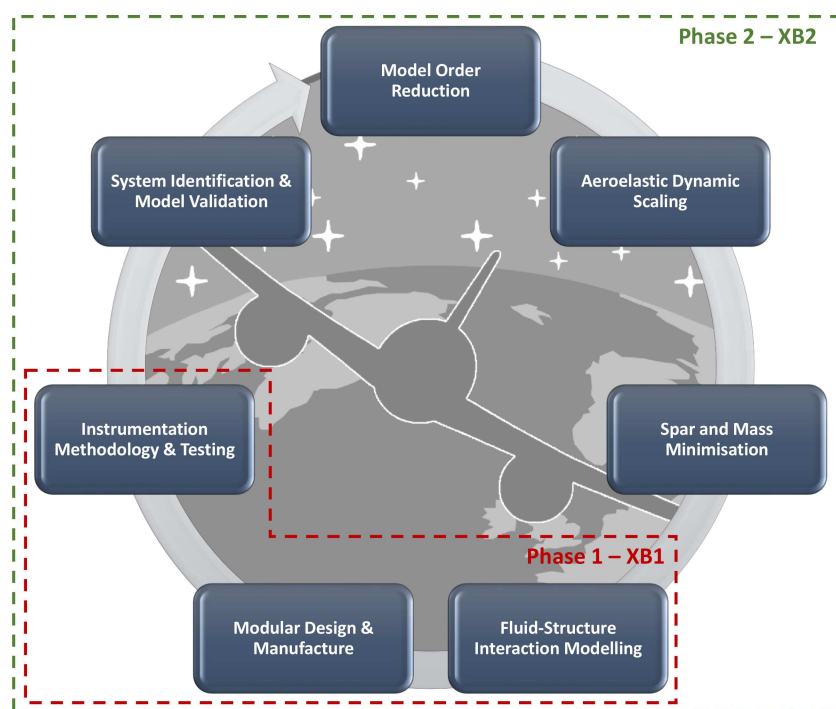 Phase 2 – XB2
Model Order
Reduction
System Identification &
Model Validation
Aeroelastic Dynamic
Scaling
Instrumentation
Methodology & Testing
Spar and Mass
Minimisation
Phase 1 – XB1
Modular Design &
Manufacture
Fluid-Structure
Interaction Modelling